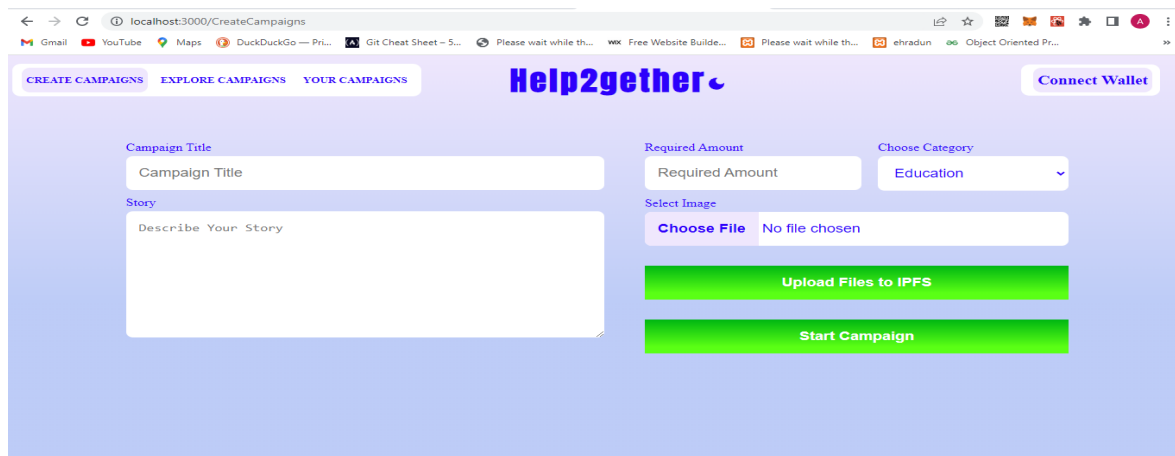 localhost:3000/CreateCampaigns
A
Gmail YouTube Maps DuckDuckGo — Pri... Git Cheat Sheet – 5... Please wait while th... WIX Free Website Builde... Please wait while th... ehradun Object Oriented Pr... »
CREATE CAMPAIGNS EXPLORE CAMPAIGNS YOUR CAMPAIGNS Help2gether Connect Wallet
Campaign Title Required Amount Choose Category
Campaign Title Required Amount Education
Story Select Image
Describe Your Story Choose File No file chosen
Upload Files to IPFS
Start Campaign